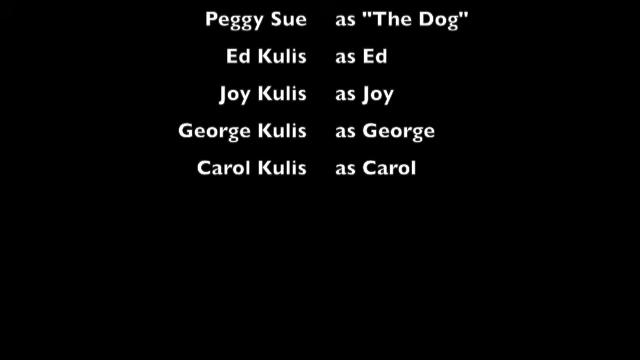 Peggy Sue as "The Dog"
Ed Kulis as Ed
Joy Kulis as Joy
George Kulis as George
Carol Kulis as Carol